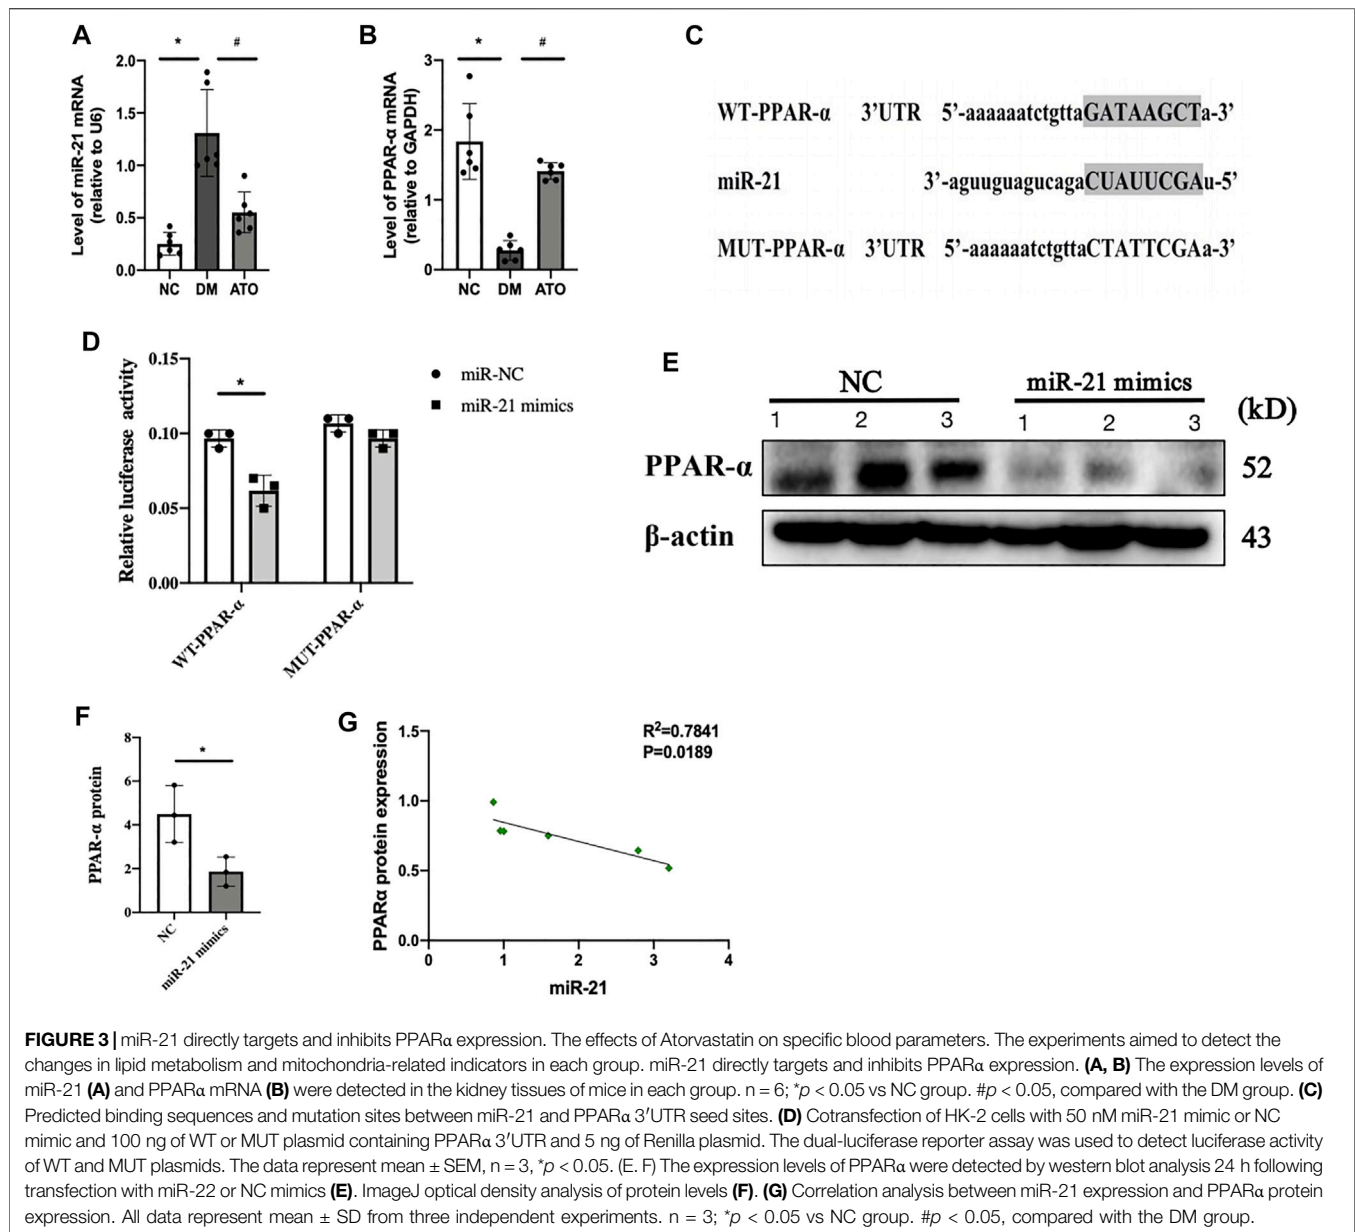 A
Level of miR-21 mRNA
(relative to U6)
2.0
1.5
1.0
0.5
0.0
*
#
NC DM ATO
B
Level of PPAR-α mRNA
(relative to GAPDH)
3
2
1
0
*
#
NC DM ATO
C
WT-PPAR-α 3'UTR 5'-aaaaaatctgttaGATAAGCTa-3'
miR-21 3'-aguuguagucagaCUAUUCGAu-5'
MUT-PPAR-α 3'UTR 5'-aaaaaatctgttaCTATTCGAa-3'
D
Relative luciferase activity
0.15
0.10
0.05
0.00
*
miR-NC
miR-21 mimics
WT-PPAR-α
MUT-PPAR-α
E
NC miR-21 mimics
1 2 3 1 2 3 (kD)
PPAR-α 52
β-actin 43
F
PPAR-α protein
8
6
4
2
0
*
NC
miR-21 mimics
G
PPARα protein expression
1.5
1.0
0.5
0.0
R²=0.7841
P=0.0189
0 1 2 3 4
miR-21
FIGURE 3 | miR-21 directly targets and inhibits PPARα expression. The effects of Atorvastatin on specific blood parameters. The experiments aimed to detect the
changes in lipid metabolism and mitochondria-related indicators in each group. miR-21 directly targets and inhibits PPARα expression. (A, B) The expression levels of
miR-21 (A) and PPARα mRNA (B) were detected in the kidney tissues of mice in each group. n = 6; *p < 0.05 vs NC group. #p < 0.05, compared with the DM group. (C)
Predicted binding sequences and mutation sites between miR-21 and PPARα 3′UTR seed sites. (D) Cotransfection of HK-2 cells with 50 nM miR-21 mimic or NC
mimic and 100 ng of WT or MUT plasmid containing PPARα 3′UTR and 5 ng of Renilla plasmid. The dual-luciferase reporter assay was used to detect luciferase activity
of WT and MUT plasmids. The data represent mean ± SEM, n = 3, *p < 0.05. (E. F) The expression levels of PPARα were detected by western blot analysis 24 h following
transfection with miR-22 or NC mimics (E). ImageJ optical density analysis of protein levels (F). (G) Correlation analysis between miR-21 expression and PPARα protein
expression. All data represent mean ± SD from three independent experiments. n = 3; *p < 0.05 vs NC group. #p < 0.05, compared with the DM group.